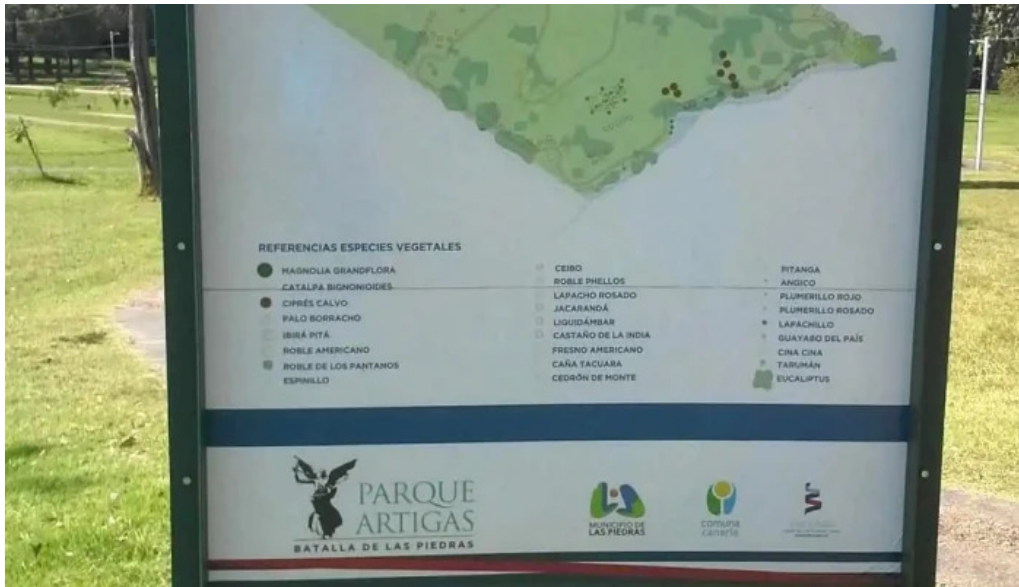 REFERENCIAS ESPECIES VEGETALES
MAGNOLIA GRANDFLORA
CATALPA BIGNONIOIDES
CIPRÉS CALVO
PALO BORRACHO
IBIRÁ PITÁ
ROBLE AMERICANO
ROBLE DE LOS PANTANOS
ESPINILLO
CEIBO
ROBLE PHELLOS
LAPACHO ROSADO
JACARANDÁ
LIQUIDÁMBAR
CASTAÑO DE LA INDIA
FRESNO AMERICANO
CAÑA TACUARA
CEDRÓN DE MONTE
PITANGA
ANGICO
PLUMERILLO ROJO
PLUMERILLO ROSADO
LAPACHILLO
GUAYABO DEL PAÍS
CINA CINA
TARUMÁN
EUCALIPTUS
PARQUE
ARTIGAS
BATALLA DE LAS PIEDRAS
MUNICIPIO DE
LAS PIEDRAS
comuna
canaria